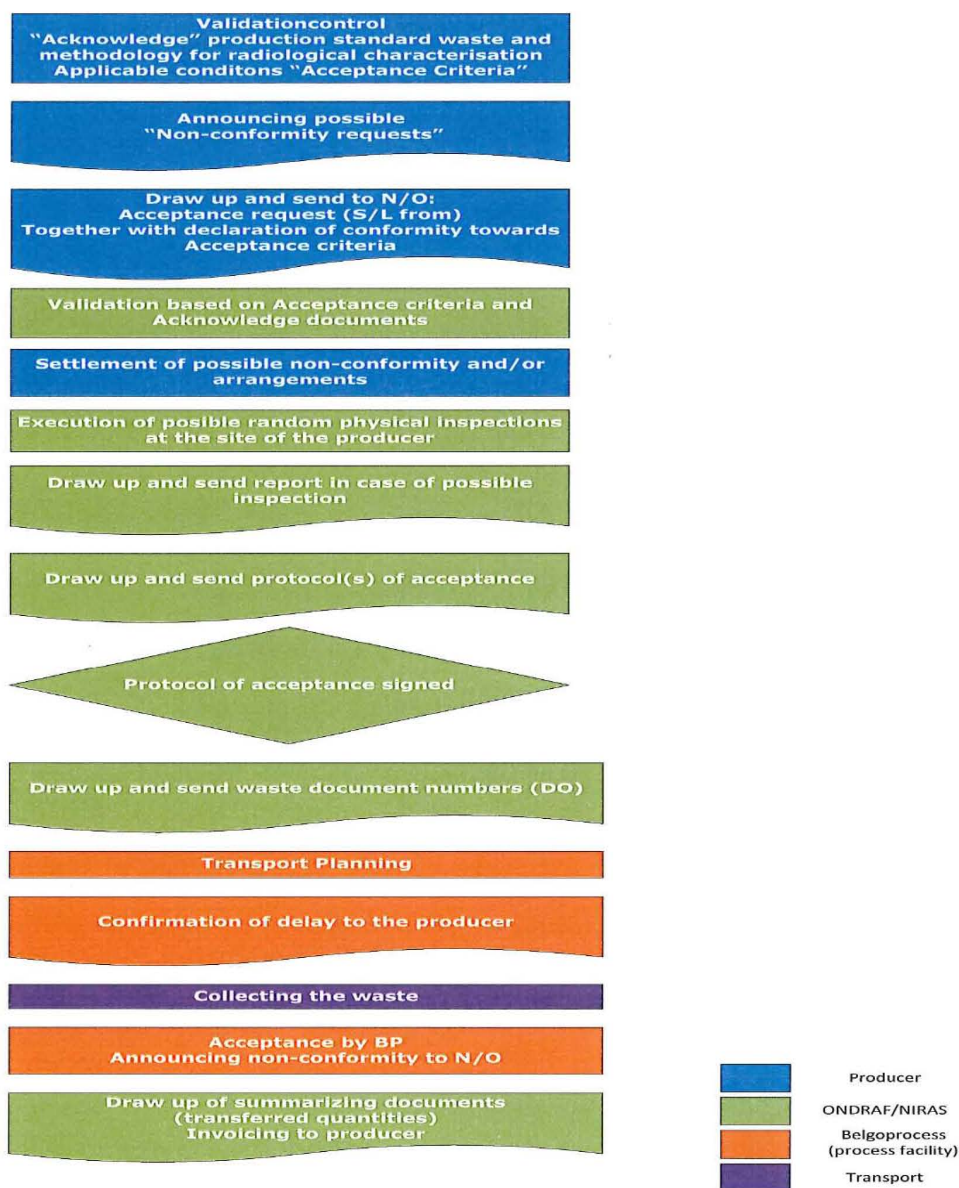 Validationcontrol
“Acknowledge” production standard waste and
methodology for radiological characterisation
Applicable conditons “Acceptance Criteria”
Announcing possible
“Non-conformity requests”
Draw up and send to N/O:
Acceptance request (S/L from)
Together with declaration of conformity towards
Acceptance criteria
Validation based on Acceptance criteria and
Acknowledge documents
Settlement of possible non-conformity and/or
arrangements
Execution of posible random physical inspections
at the site of the producer
Draw up and send report in case of possible
inspection
Draw up and send protocol(s) of acceptance
Protocol of acceptance signed
Draw up and send waste document numbers (DO)
Transport Planning
Confirmation of delay to the producer
Collecting the waste
Acceptance by BP
Announcing non-conformity to N/O
Draw up of summarizing documents
(transferred quantities)
Invoicing to producer
Producer
ONDRAF/NIRAS
Belgoprocess
(process facility)
Transport